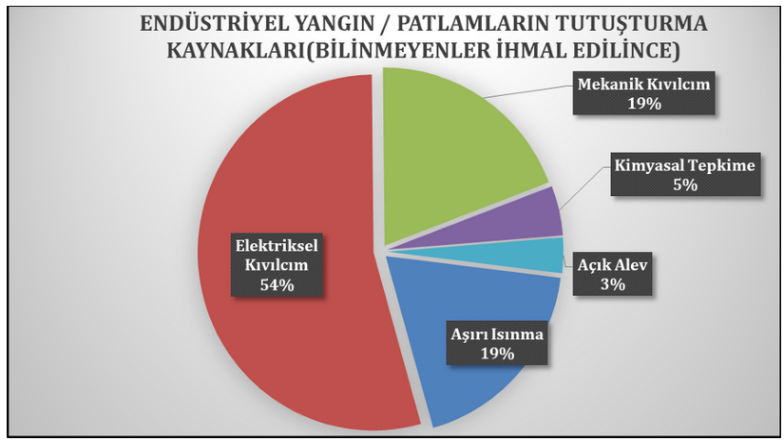 ENDÜSTRİYEL YANGIN / PATLAMLARIN TUTUŞTURMA
KAYNAKLARI(BİLİNMEYENLER İHMAL EDİLİNCE)
Mekanik Kıvılcım
19%
Kimyasal Tepkime
5%
Elektriksel
Kıvılcım
54%
Açık Alev
3%
Aşırı Isınma
19%